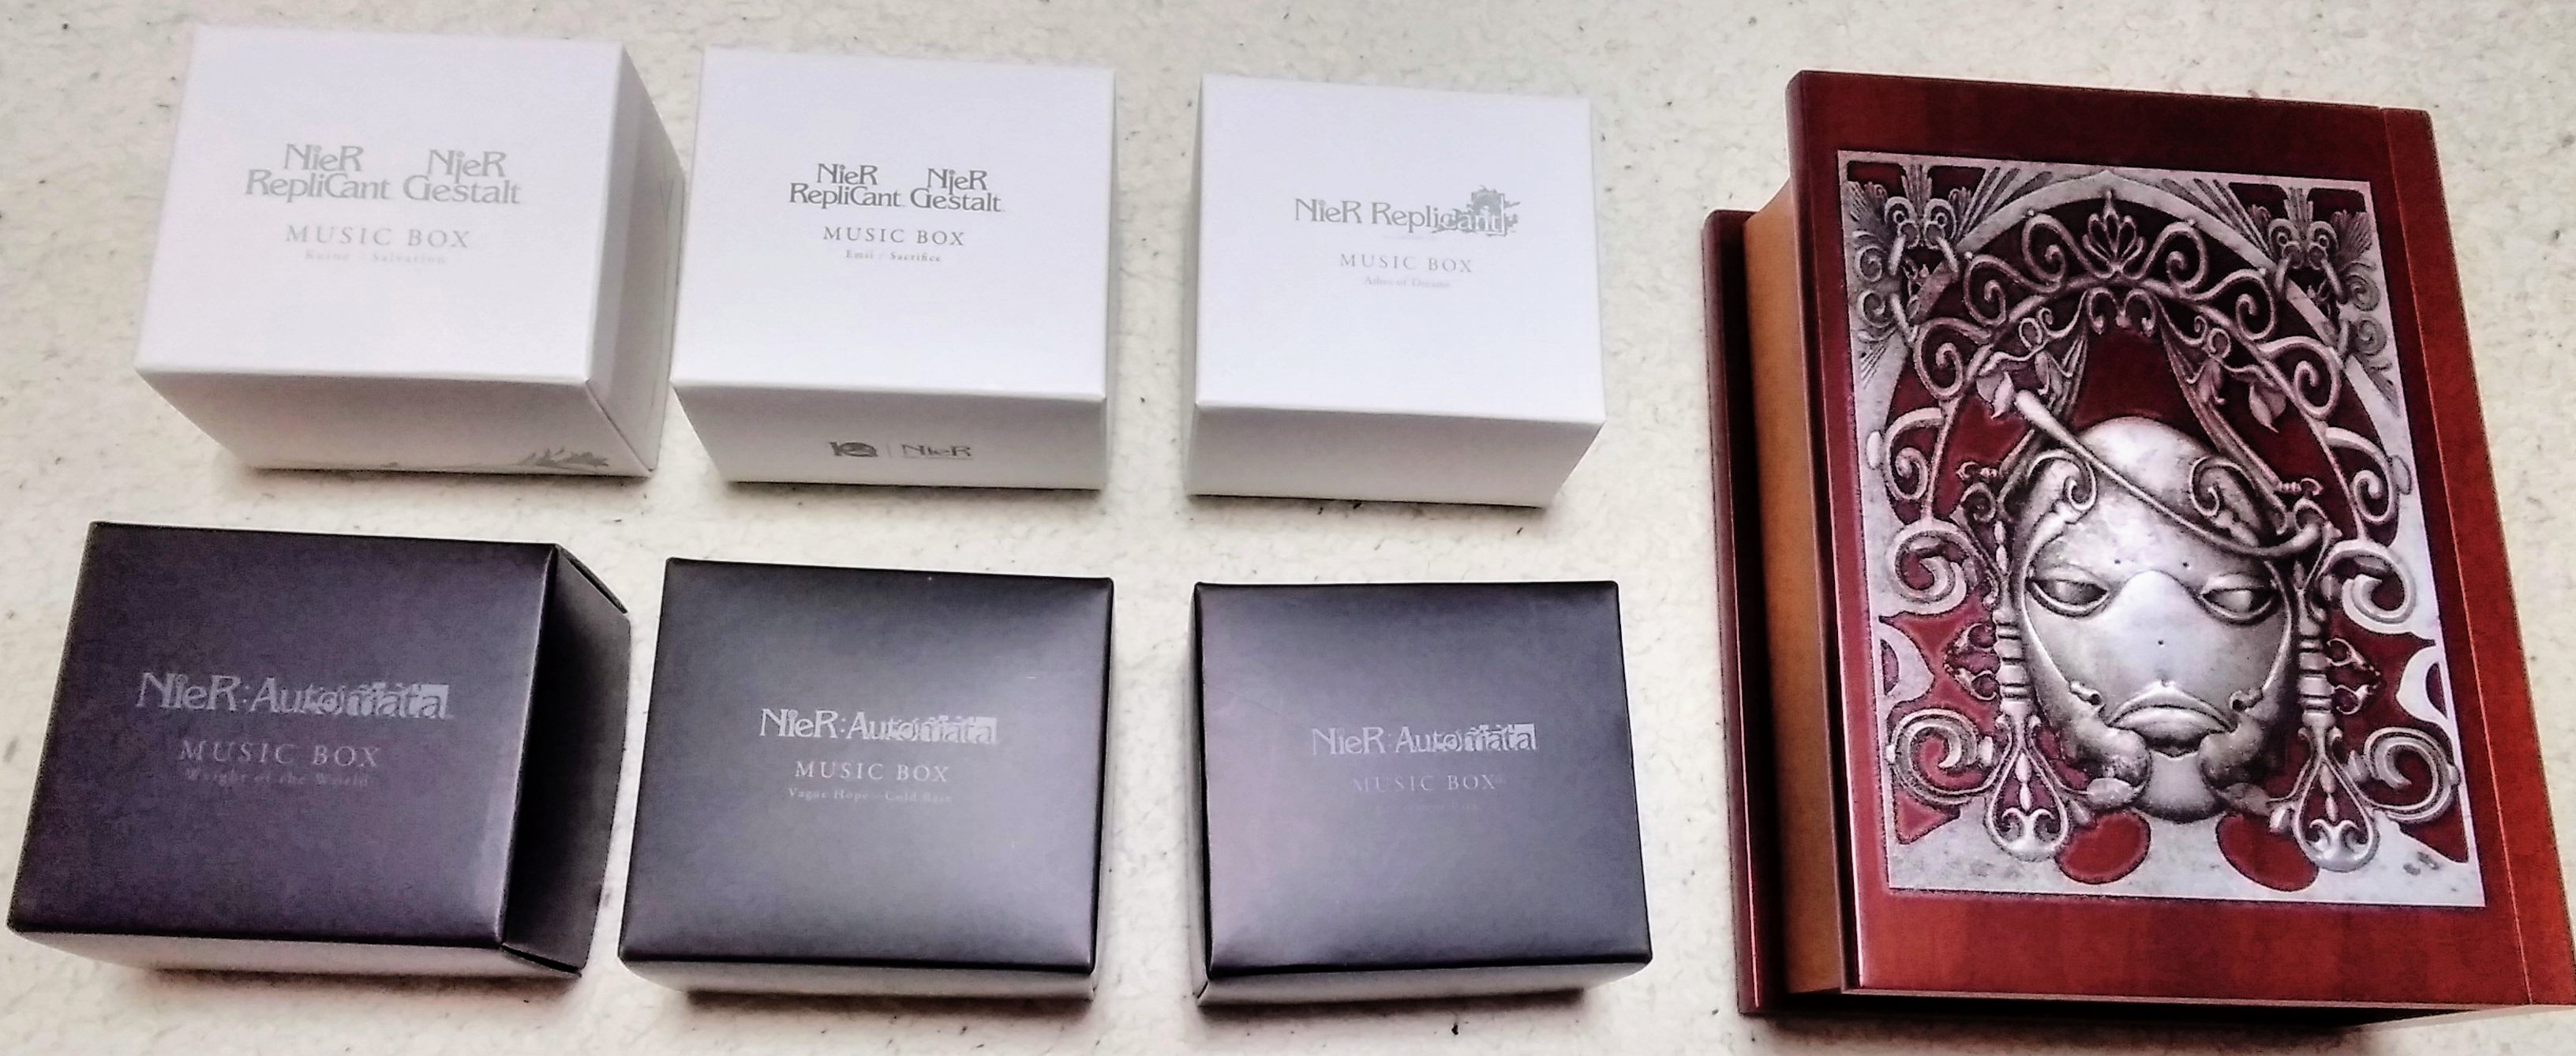 NieR NieR
RepliCant Gestalt
MUSIC BOX
Kainé / Salvation
NieR NieR
RepliCant Gestalt
MUSIC BOX
Emil / Sacrifice
10 | NieR
NieR Replicant
MUSIC BOX
Ashes of Dreams
NieR:Automata
MUSIC BOX
Weight of the World
NieR:Automata
MUSIC BOX
Vague Hope - Cold Rain
NieR:Automata
MUSIC BOX